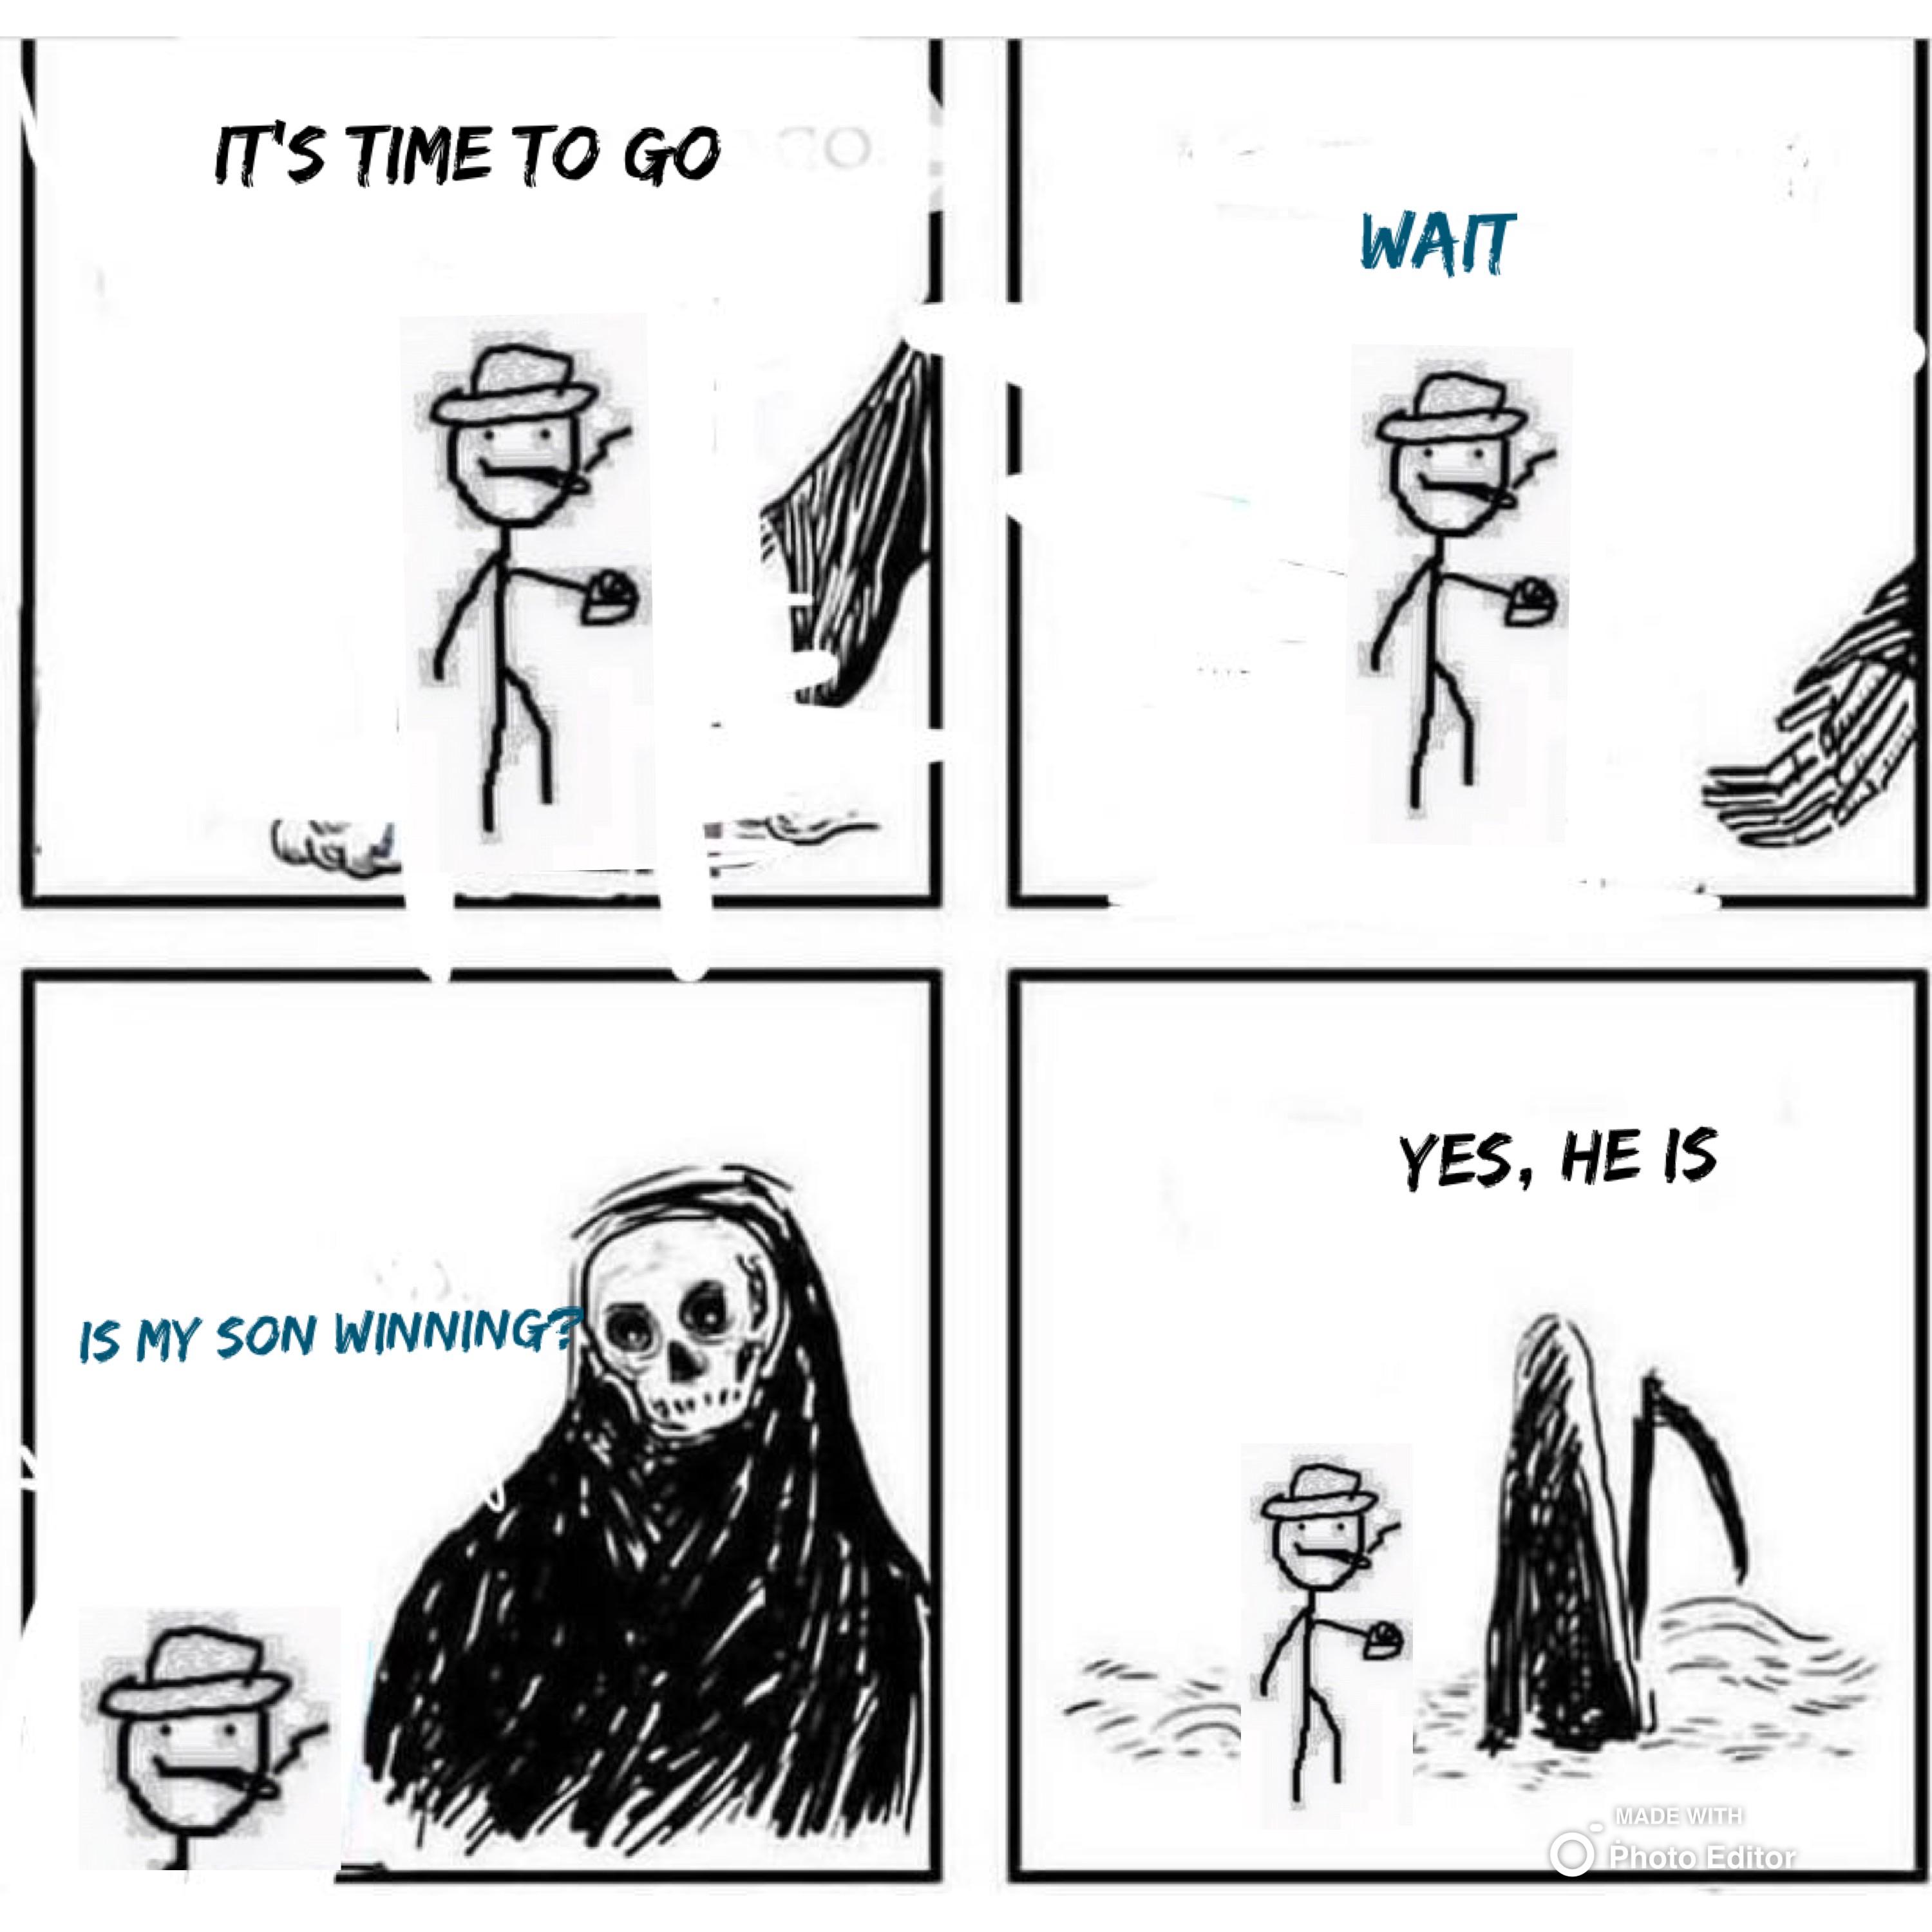 IT'S TIME TO GO
WAIT
IS MY SON WINNING?
YES, HE IS
MADE WITH
Photo Editor